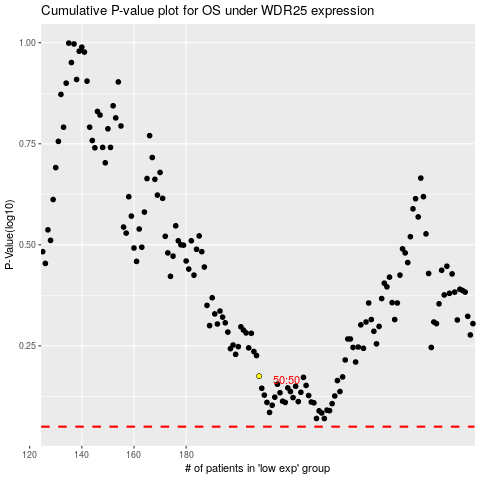 Cumulative P-value plot for OS under WDR25 expression
P-Value(log10)
1.00
0.75
0.50
0.25
50:50
120 140 160 180
# of patients in 'low exp' group